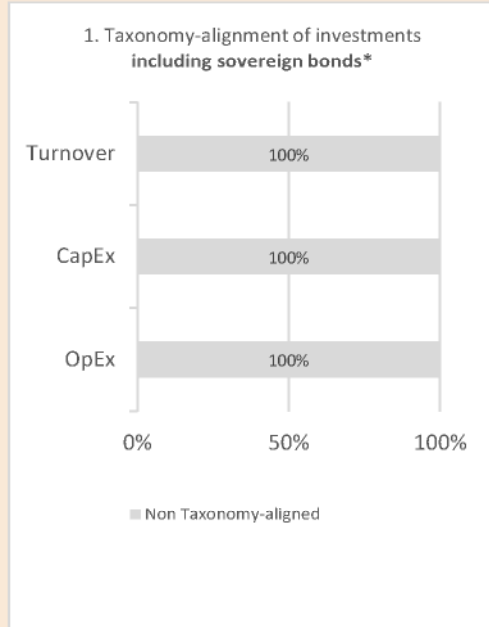 1. Taxonomy-alignment of investments
including sovereign bonds*
Turnover
100%
CapEx
100%
OpEx
100%
0% 50% 100%
Non Taxonomy-aligned